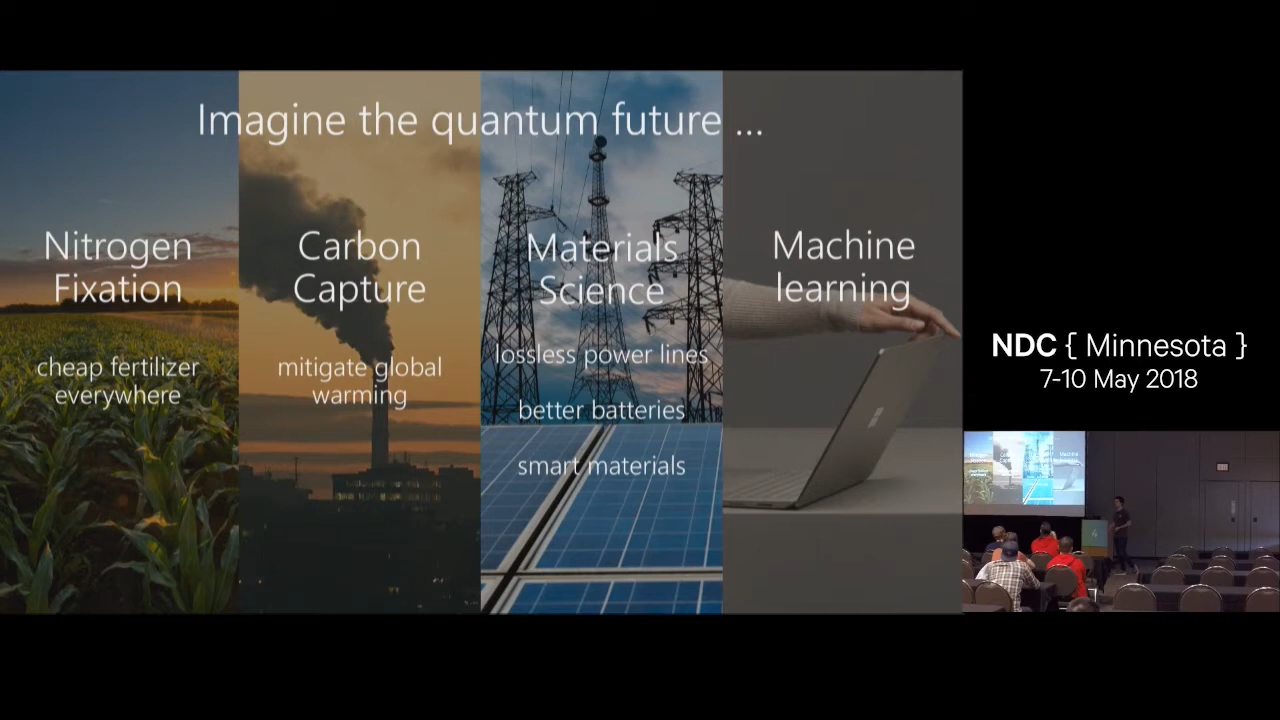 Imagine the quantum future ...
Nitrogen
Fixation
cheap fertilizer
everywhere
Carbon
Capture
mitigate global
warming
Materials
Science
lossless power lines
better batteries
smart materials
Machine
learning
NDC { Minnesota }
7-10 May 2018
4